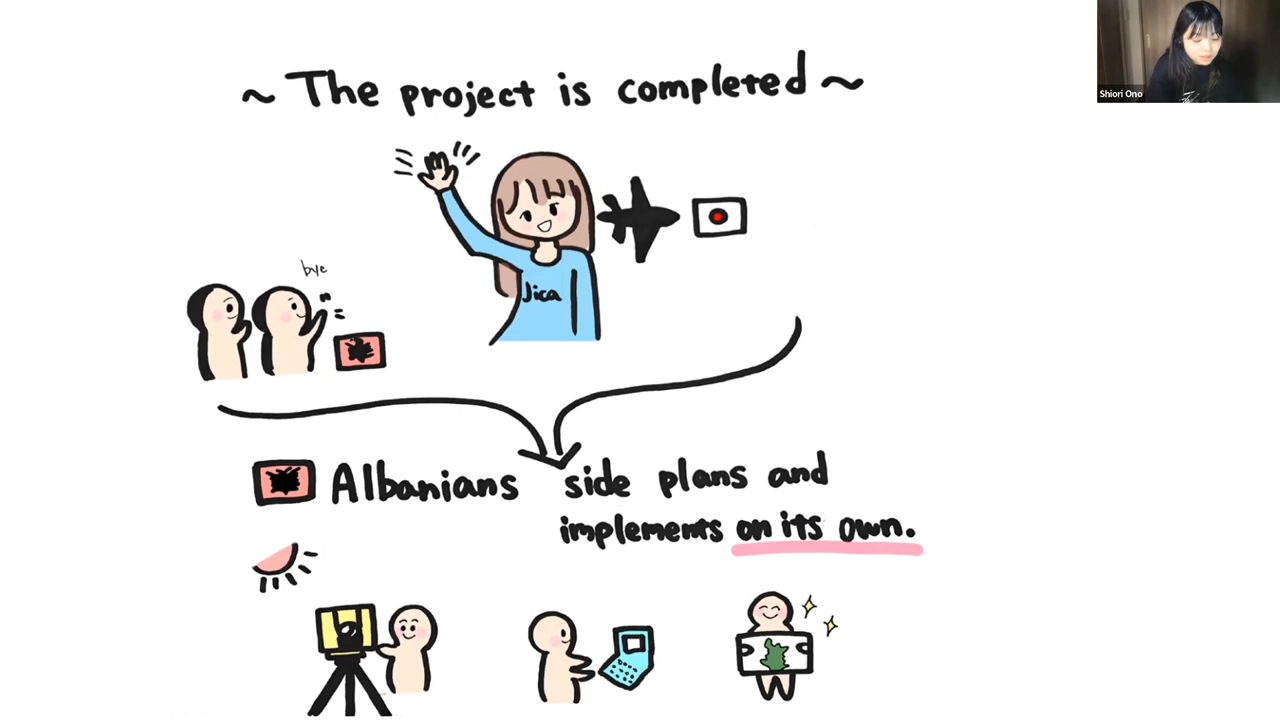 ~ The project is completed ~
Shiori Ono
bye
Jica
Albanians side plans and
implements on its own.